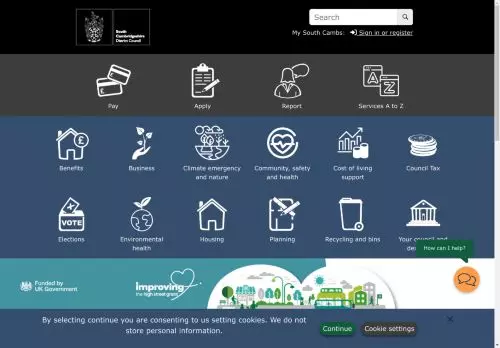 South
Cambridgeshire
District Council
Search
My South Cambs: Sign in or register
Pay
Apply
Report
Services A to Z
A
Z
Benefits
Business
Climate emergency
and nature
Community, safety
and health
Cost of living
support
Council Tax
VOTE
Elections
Environmental
health
Housing
Planning
Recycling and bins
Your council and
How can I help?
Funded by
UK Government
improving
the high street grant
By selecting continue you are consenting to us setting cookies. We do not
store personal information.
Continue
Cookie settings